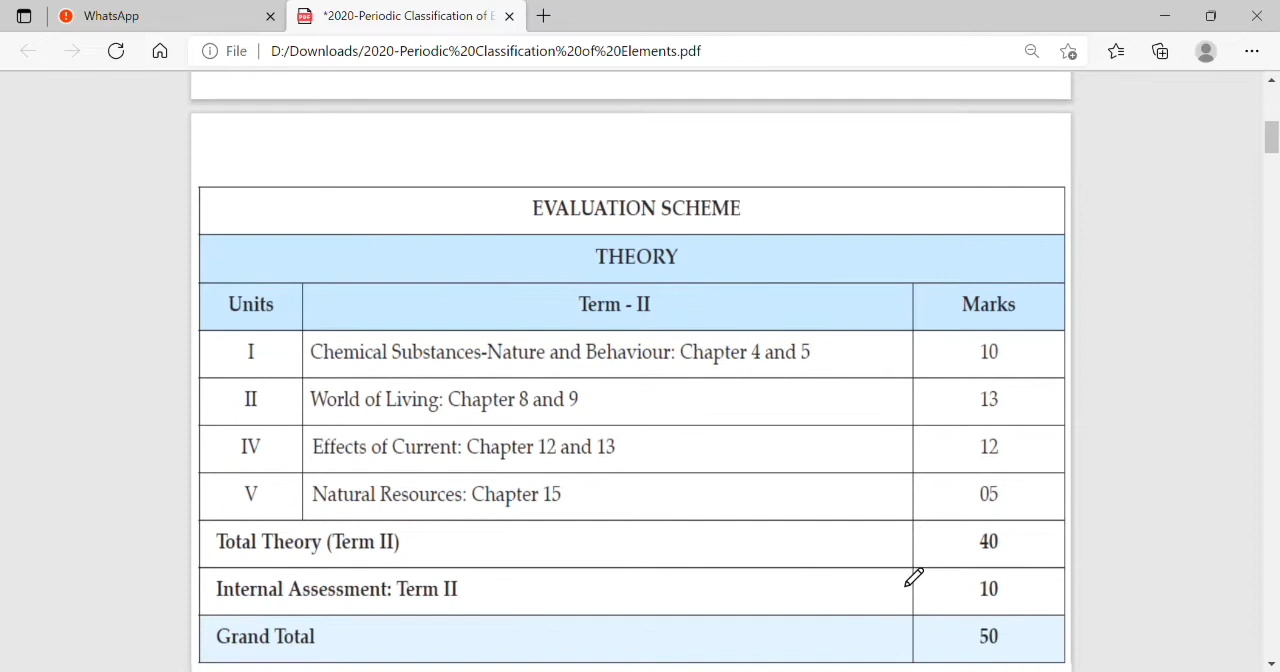 WhatsApp
*2020-Periodic Classification of E
File D:/Downloads/2020-Periodic%20Classification%20of%20Elements.pdf
EVALUATION SCHEME
THEORY
Units Term - II Marks
I Chemical Substances-Nature and Behaviour: Chapter 4 and 5 10
II World of Living: Chapter 8 and 9 13
IV Effects of Current: Chapter 12 and 13 12
V Natural Resources: Chapter 15 05
Total Theory (Term II) 40
Internal Assessment: Term II 10
Grand Total 50